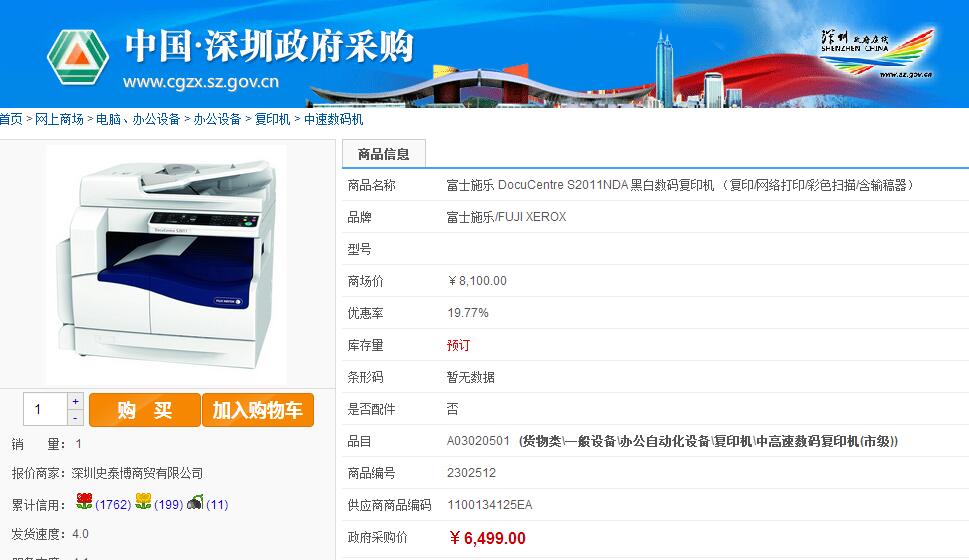 中国·深圳政府采购
www.cgzx.sz.gov.cn
深圳 政府在线
SHENZHEN CHINA
www.sz.gov.cn
首页 > 网上商场 > 电脑、办公设备 > 办公设备 > 复印机 > 中速数码机
商品信息
商品名称 富士施乐 DocuCentre S2011NDA 黑白数码复印机 (复印/网络打印/彩色扫描/含输稿器)
品牌 富士施乐/FUJI XEROX
型号
商场价 ¥ 8,100.00
优惠率 19.77%
库存量 预订
条形码 暂无数据
是否配件 否
品目 A03020501 (货物类\一般设备\办公自动化设备\复印机\中高速数码复印机(市级))
商品编号 2302512
供应商商品编码 1100134125EA
政府采购价 ¥ 6,499.00
DocuCentre S2011
FUJI XEROX
1 + -
购 买
加入购物车
销 量: 1
报价商家: 深圳史泰博商贸有限公司
累计信用: (1762) (199) (11)
发货速度: 4.0